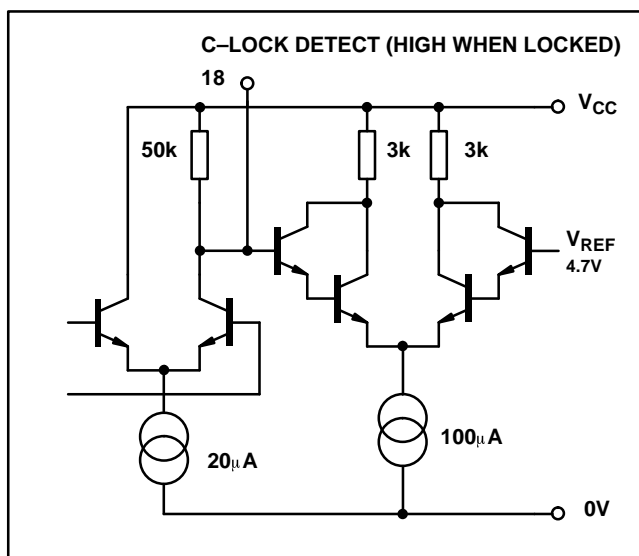 C–LOCK DETECT (HIGH WHEN LOCKED)
18
VCC
50k
3k
3k
VREF
4.7V
20μA
100μA
0V